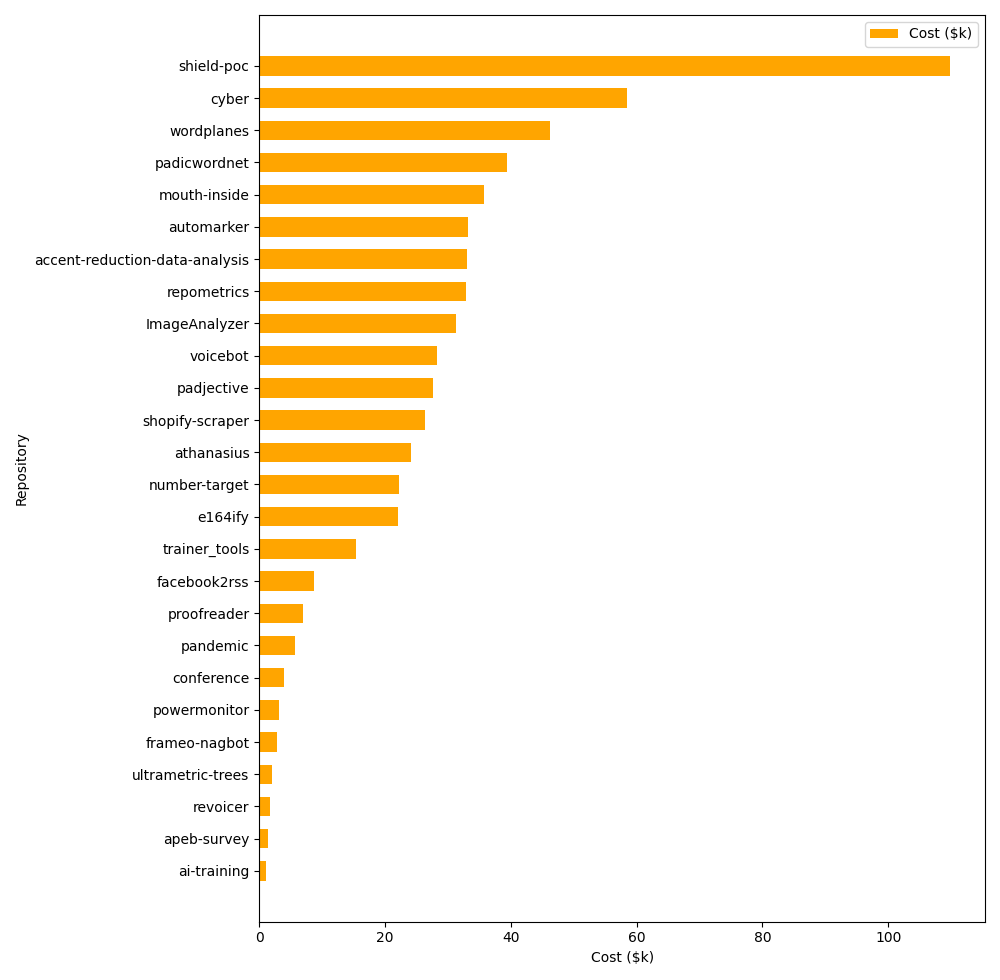 Cost ($k)
shield-poc
cyber
wordplanes
padicwordnet
mouth-inside
automarker
accent-reduction-data-analysis
repometrics
ImageAnalyzer
voicebot
padjective
shopify-scraper
athanasius
number-target
e164ify
trainer_tools
facebook2rss
proofreader
pandemic
conference
powermonitor
frameo-nagbot
ultrametric-trees
revoicer
apeb-survey
ai-training
Repository
0 20 40 60 80 100
Cost ($k)